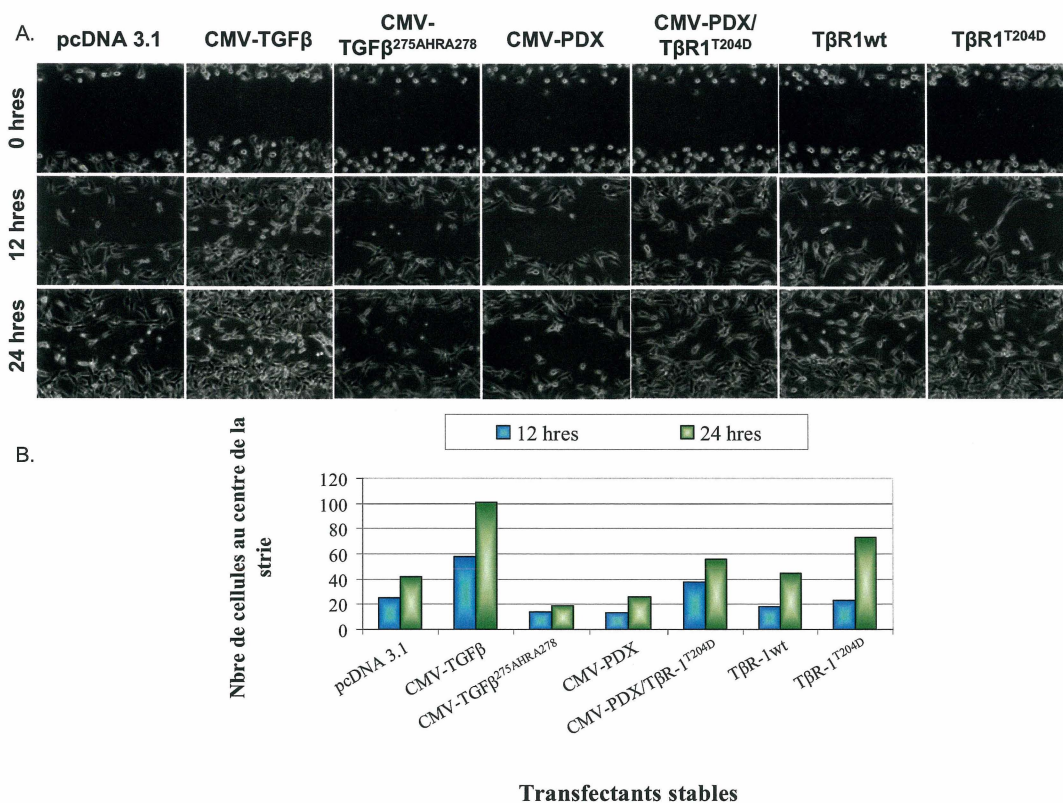 A.
pcDNA 3.1
CMV-TGFβ
CMV-
TGFβ275AHRA278
CMV-PDX
CMV-PDX/
TβR1T204D
TβR1wt
TβR1T204D
0 hres
12 hres
24 hres
B.
12 hres
24 hres
Nbre de cellules au centre de la
strie
120
100
80
60
40
20
0
pcDNA 3.1
CMV-TGFβ
CMV-TGFβ275AHRA278
CMV-PDX
CMV-PDX/TβR-1T204D
TβR-1wt
TβR-1T204D
Transfectants stables